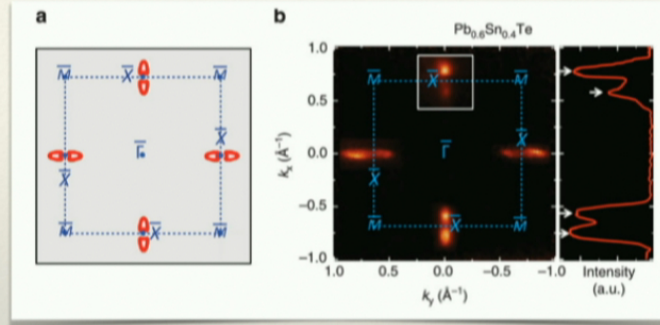 a
M̅ X̅ M̅
X̅
Γ̅
X̅
M̅ X̅ M̅
b
Pb0.6Sn0.4Te
1.0
0.5
0.0
−0.5
−1.0
kx (Å−1)
M̅ X̅ M̅
X̅
Γ̅
X̅
M̅ X̅ M̅
1.0 0.5 0.0 −0.5 −1.0
ky (Å−1)
Intensity
(a.u.)